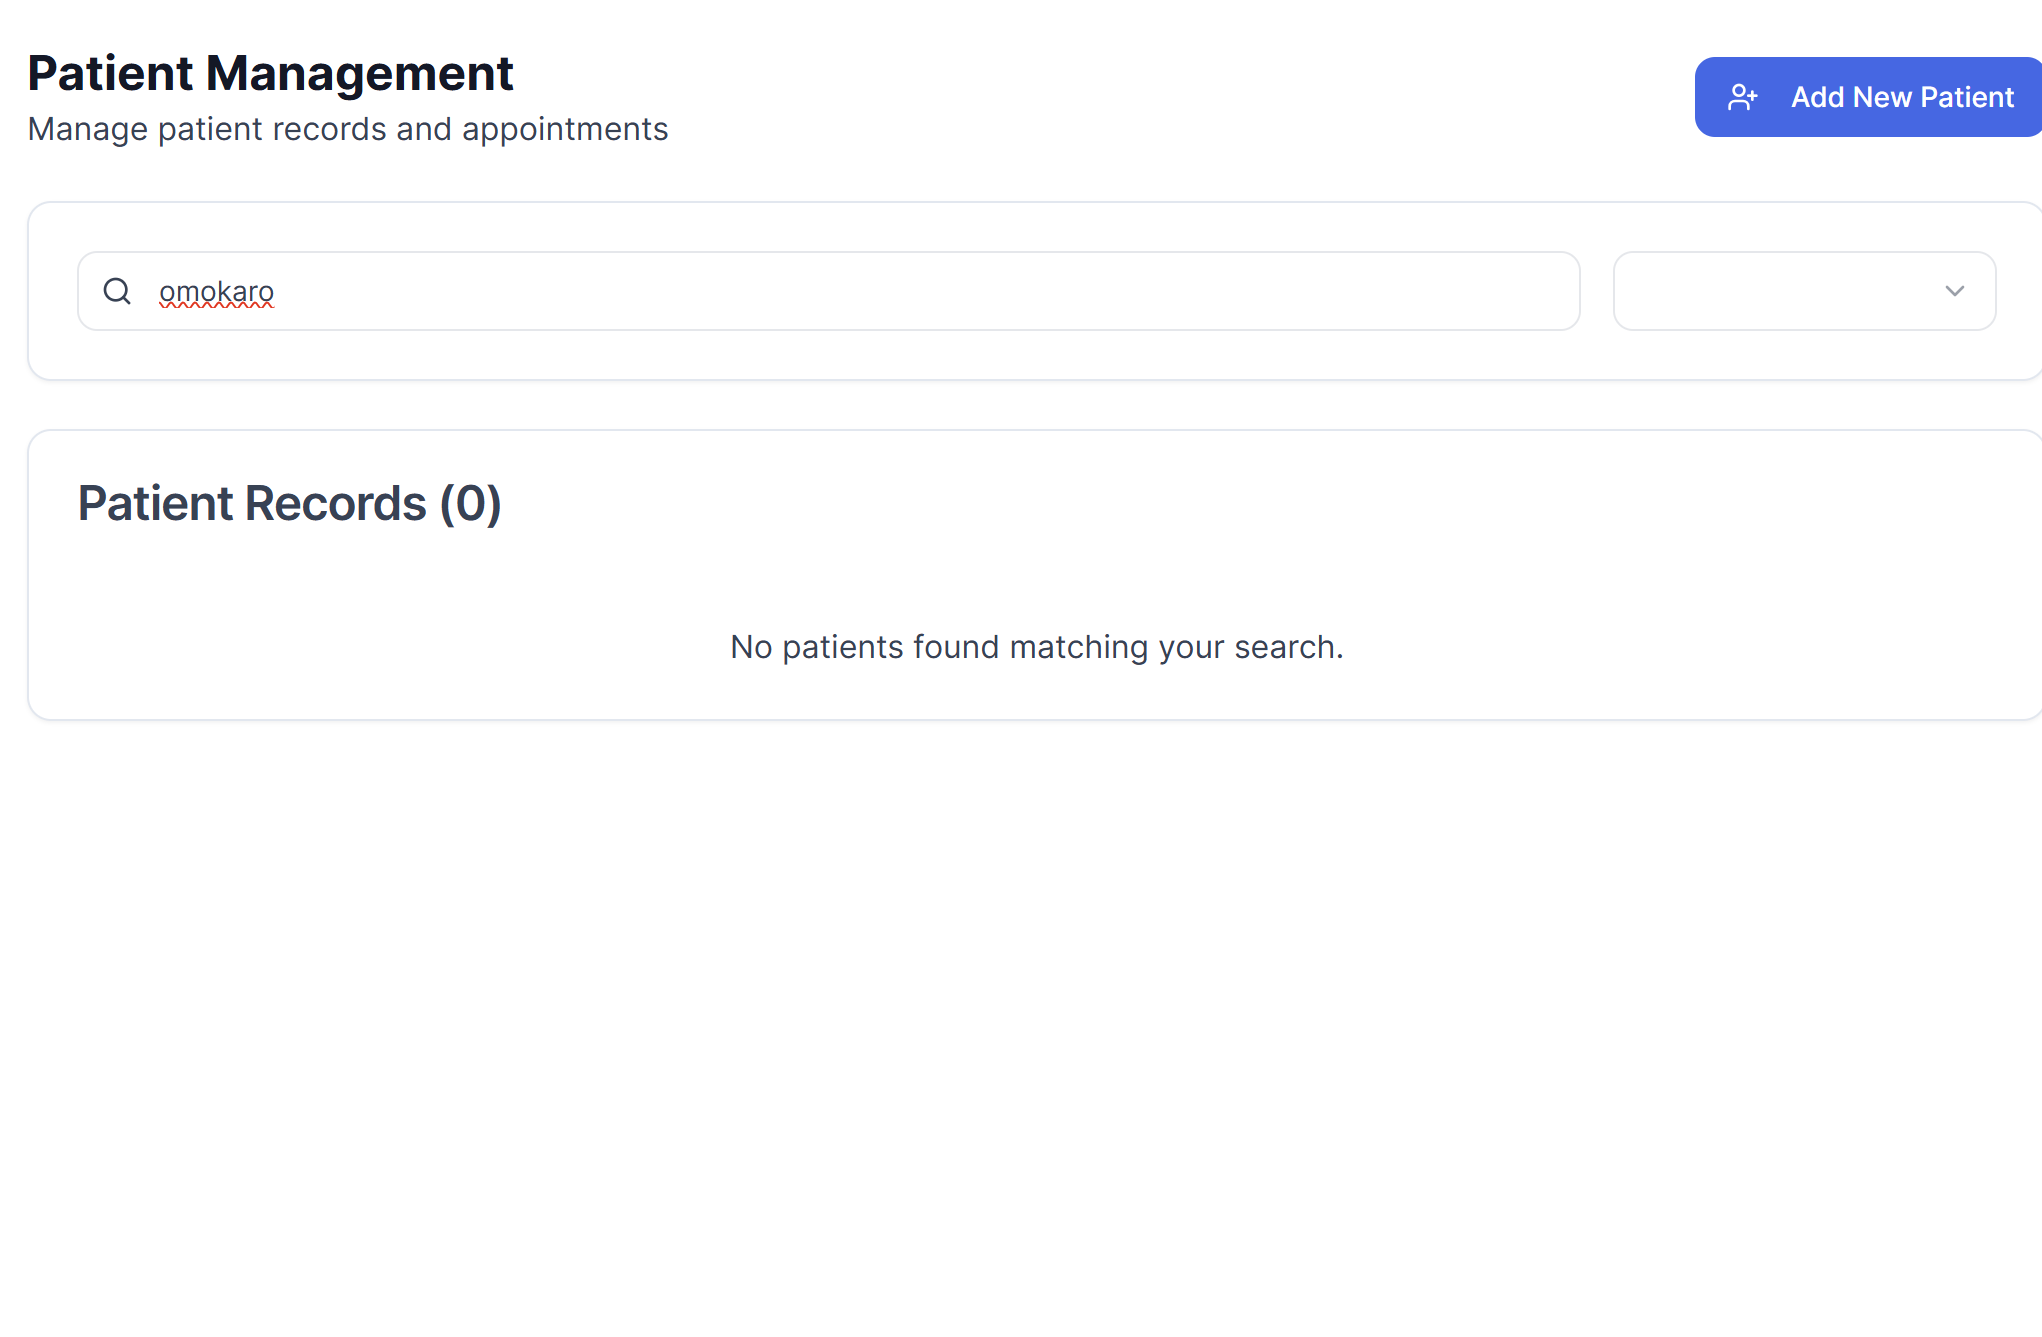 Patient Management
Manage patient records and appointments
Add New Patient
omokaro
Patient Records (0)
No patients found matching your search.